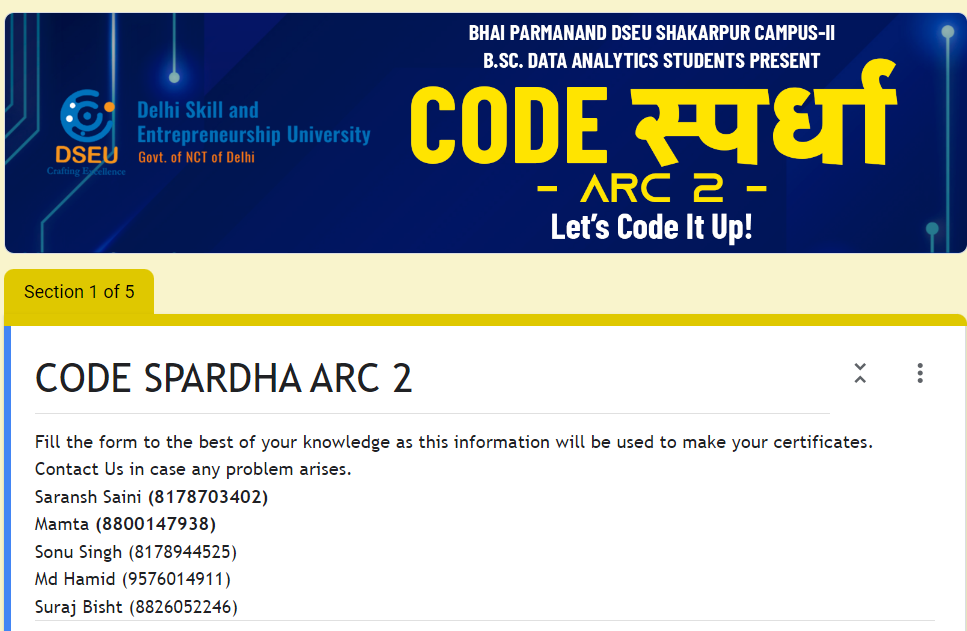 BHAI PARMANAND DSEU SHAKARPUR CAMPUS-II
B.SC. DATA ANALYTICS STUDENTS PRESENT
CODE स्पर्धा
- ARC 2 -
Let's Code It Up!
Delhi Skill and
Entrepreneurship University
Govt. of NCT of Delhi
DSEU
Crafting Excellence
Section 1 of 5
CODE SPARDHA ARC 2
Fill the form to the best of your knowledge as this information will be used to make your certificates.
Contact Us in case any problem arises.
Saransh Saini (8178703402)
Mamta (8800147938)
Sonu Singh (8178944525)
Md Hamid (9576014911)
Suraj Bisht (8826052246)